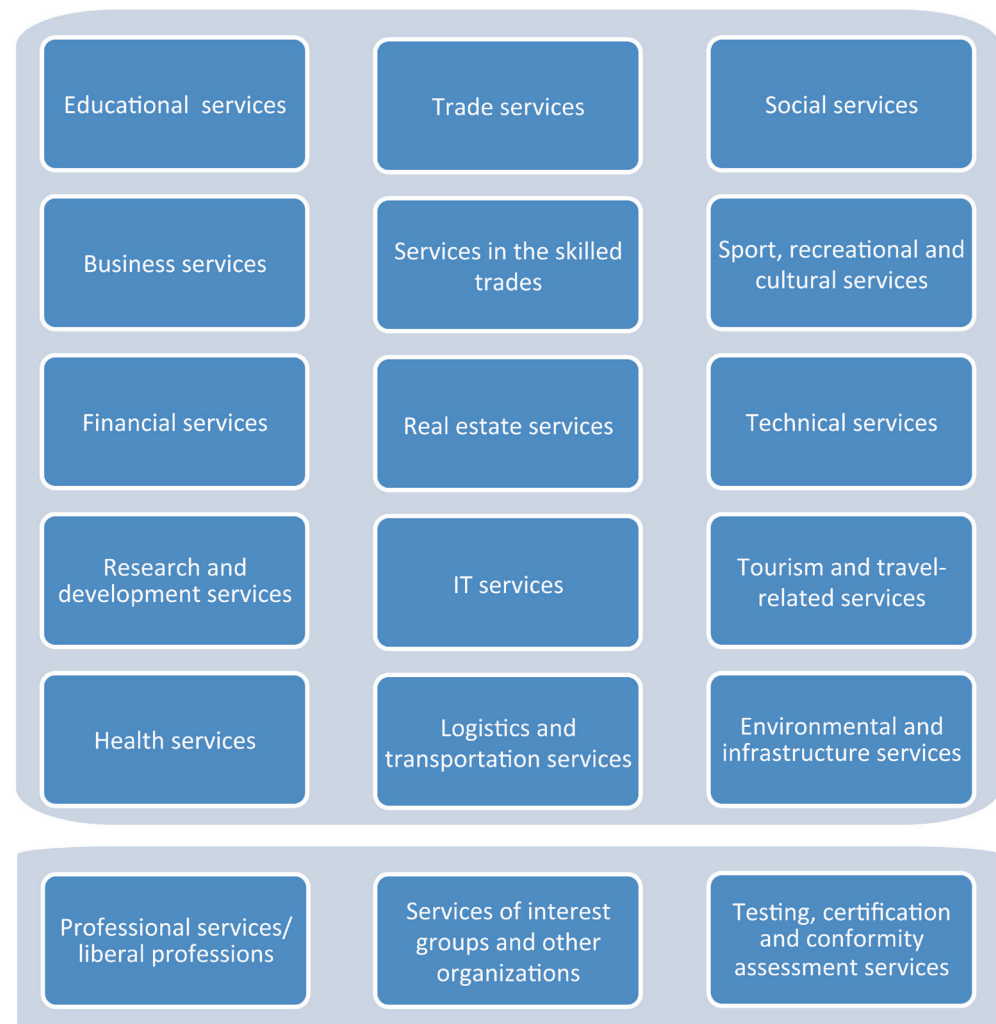 Educational services
Trade services
Social services
Business services
Services in the skilled
trades
Sport, recreational and
cultural services
Financial services
Real estate services
Technical services
Research and
development services
IT services
Tourism and travel-
related services
Health services
Logistics and
transportation services
Environmental and
infrastructure services
Professional services/
liberal professions
Services of interest
groups and other
organizations
Testing, certification
and conformity
assessment services